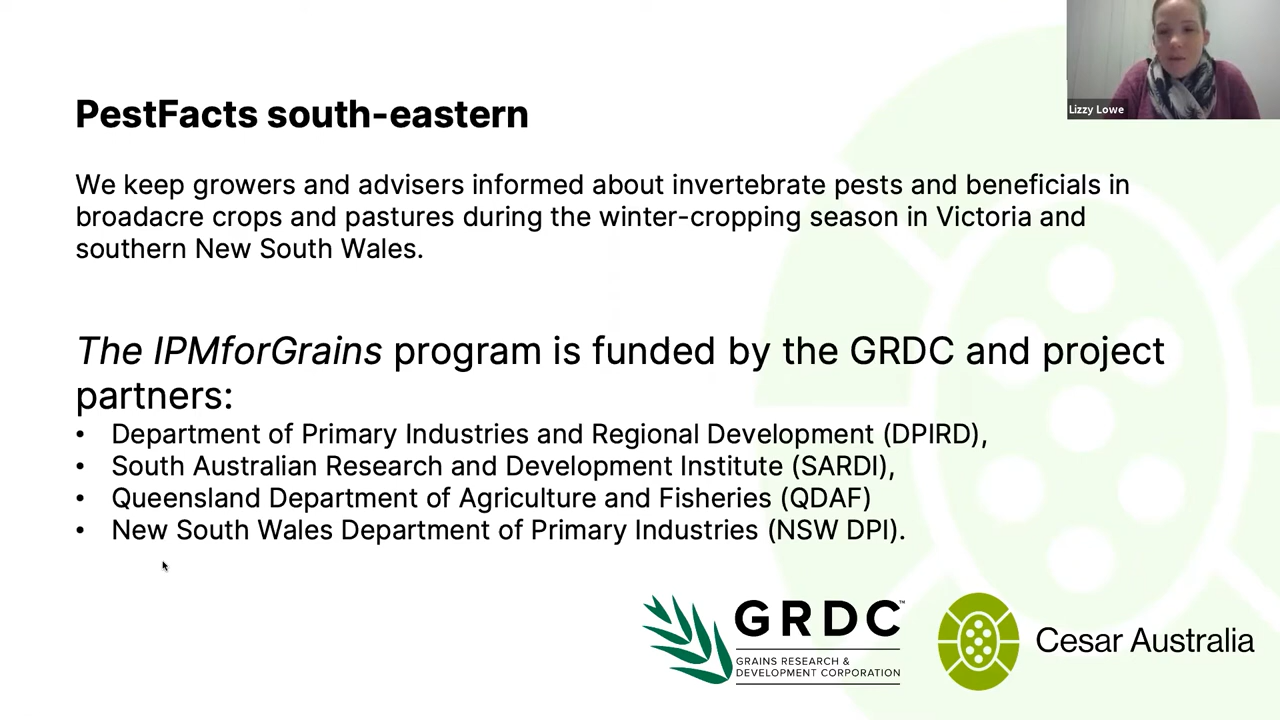 Lizzy Lowe
PestFacts south-eastern
We keep growers and advisers informed about invertebrate pests and beneficials in
broadacre crops and pastures during the winter-cropping season in Victoria and
southern New South Wales.
The IPMforGrains program is funded by the GRDC and project
partners:
• Department of Primary Industries and Regional Development (DPIRD),
• South Australian Research and Development Institute (SARDI),
• Queensland Department of Agriculture and Fisheries (QDAF)
• New South Wales Department of Primary Industries (NSW DPI).
GRDC™
GRAINS RESEARCH &
DEVELOPMENT CORPORATION
Cesar Australia